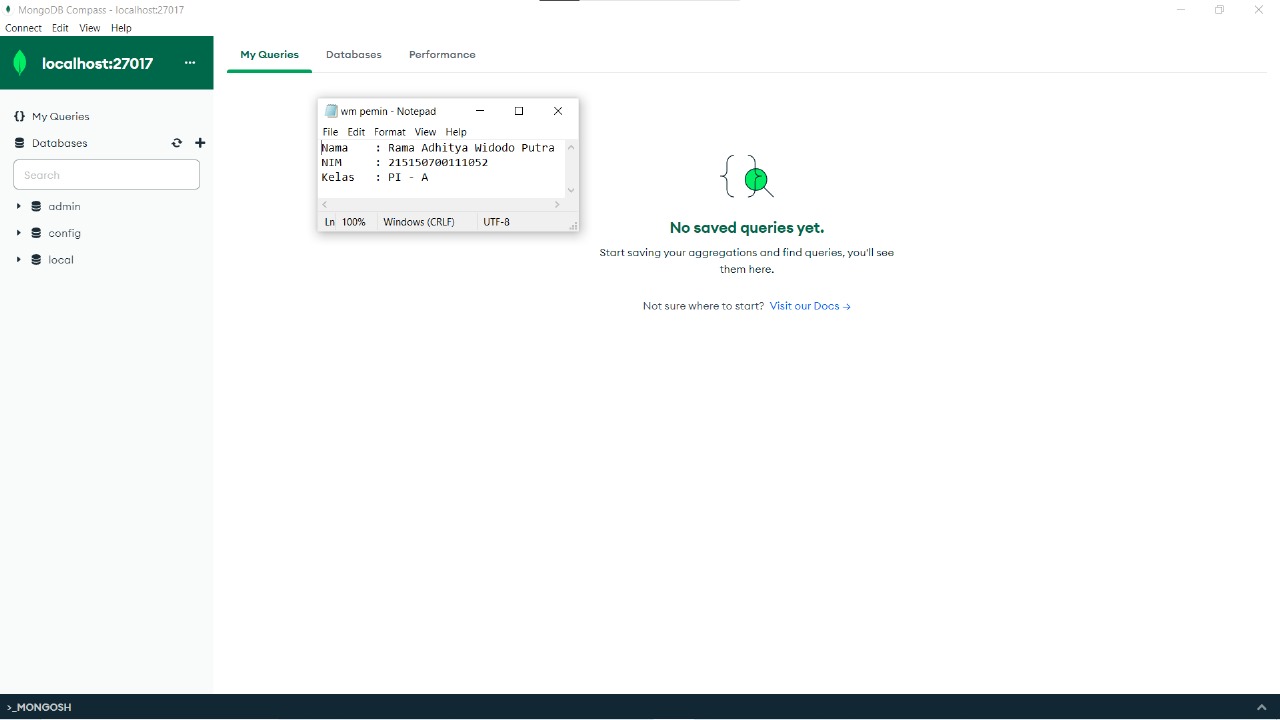 MongoDB Compass - localhost:27017
Connect Edit View Help
localhost:27017 ...
My Queries
Databases
Search
admin
config
local
My Queries Databases Performance
wm pemin - Notepad
File Edit Format View Help
Nama : Rama Adhitya Widodo Putra
NIM : 215150700111052
Kelas : PI - A
Ln 100% Windows (CRLF) UTF-8
No saved queries yet.
Start saving your aggregations and find queries, you'll see
them here.
Not sure where to start? Visit our Docs →
>_MONGOSH